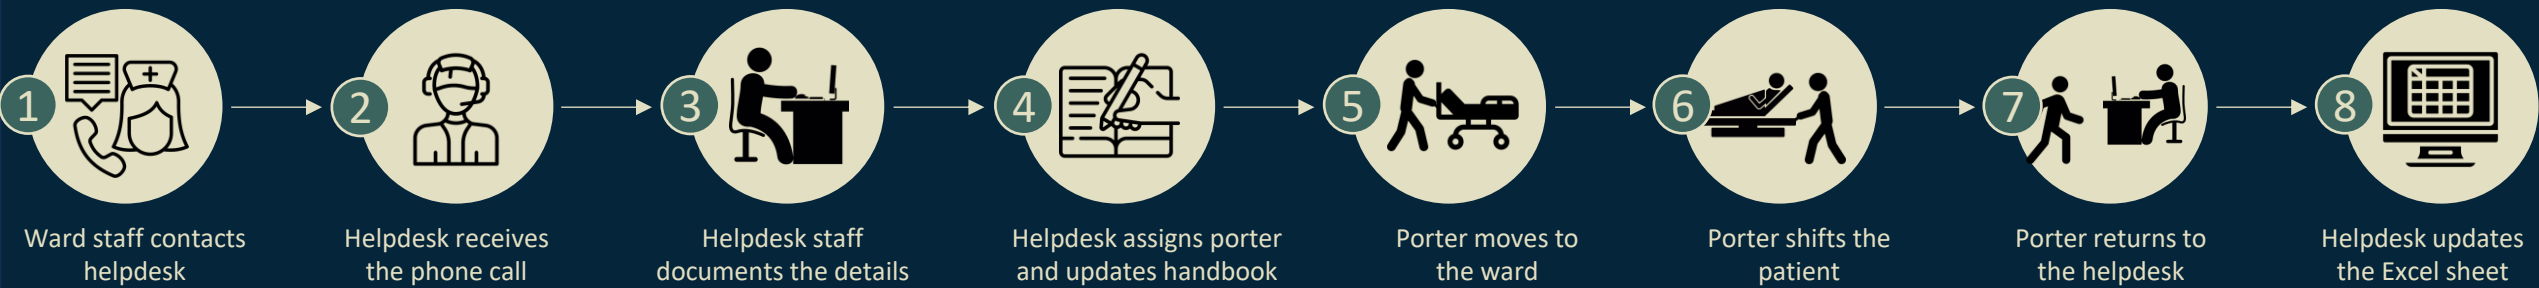 1
Ward staff contacts
helpdesk
2
Helpdesk receives
the phone call
3
Helpdesk staff
documents the details
4
Helpdesk assigns porter
and updates handbook
5
Porter moves to
the ward
6
Porter shifts the
patient
7
Porter returns to
the helpdesk
8
Helpdesk updates
the Excel sheet